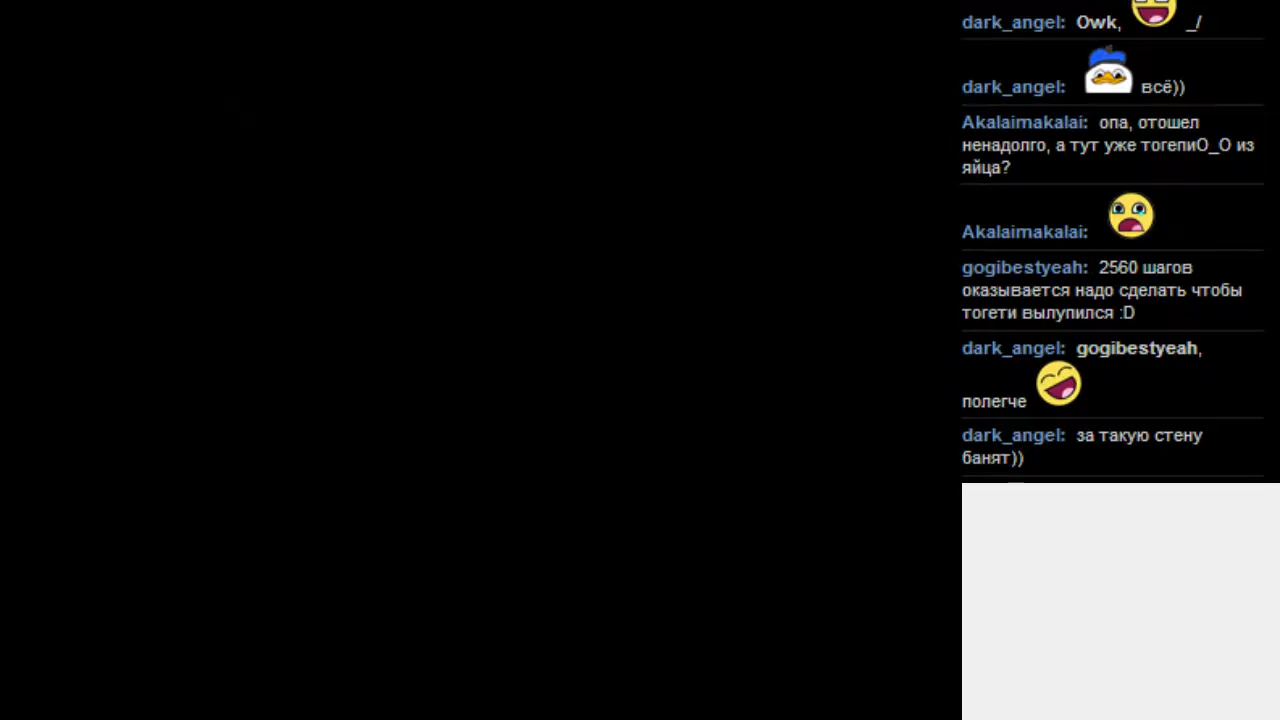 dark_angel: Owk, _/
dark_angel: всё))
Akalaimakalai: опа, отошел
ненадолго, а тут уже тогепиO_O из
яйца?
Akalaimakalai:
gogibestyeah: 2560 шагов
оказывается надо сделать чтобы
тогети вылупился :D
dark_angel: gogibestyeah,
полегче
dark_angel: за такую стену
банят))